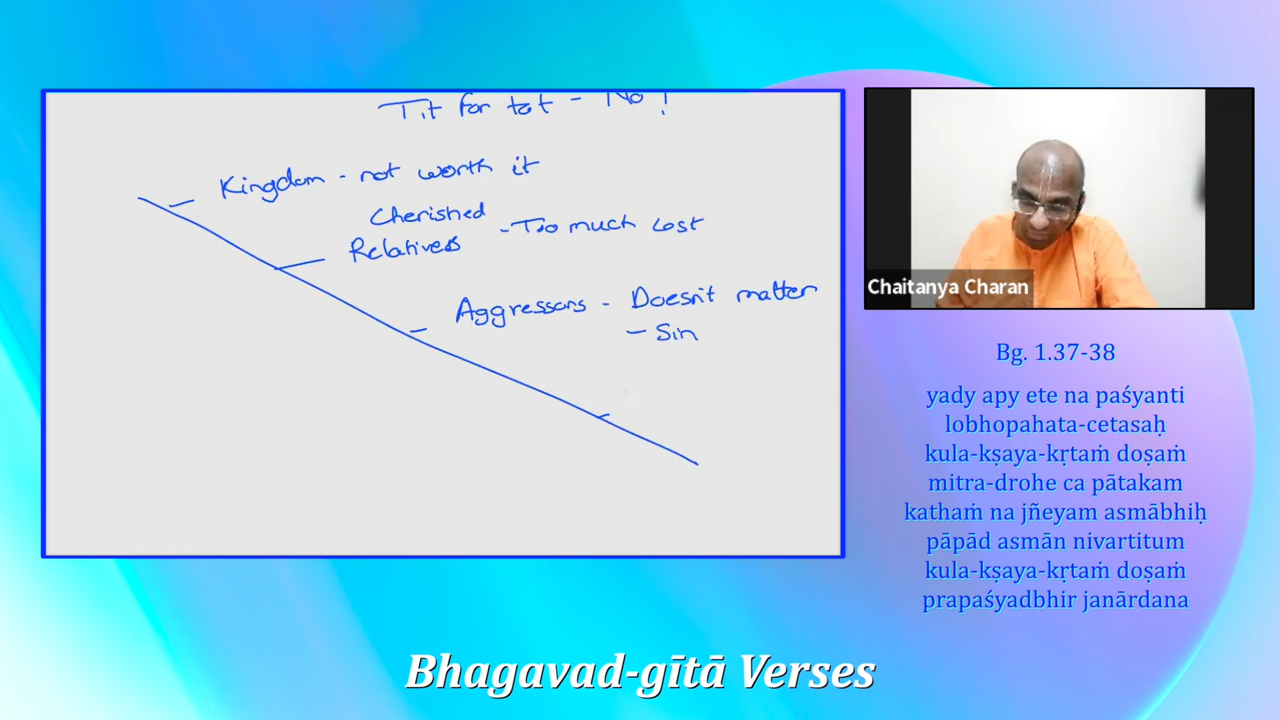 Tit for tat - No!
Kingdom - not worth it
Cherished
Relatives - Too much cost
Aggressors - Doesn't matter
- Sin
Chaitanya Charan
Bg. 1.37-38
yady apy ete na paśyanti
lobhopahata-cetasaḥ
kula-kṣaya-kṛtaṁ doṣaṁ
mitra-drohe ca pātakam
kathaṁ na jñeyam asmābhiḥ
pāpād asmān nivartitum
kula-kṣaya-kṛtaṁ doṣaṁ
prapaśyadbhir janārdana
Bhagavad-gītā Verses